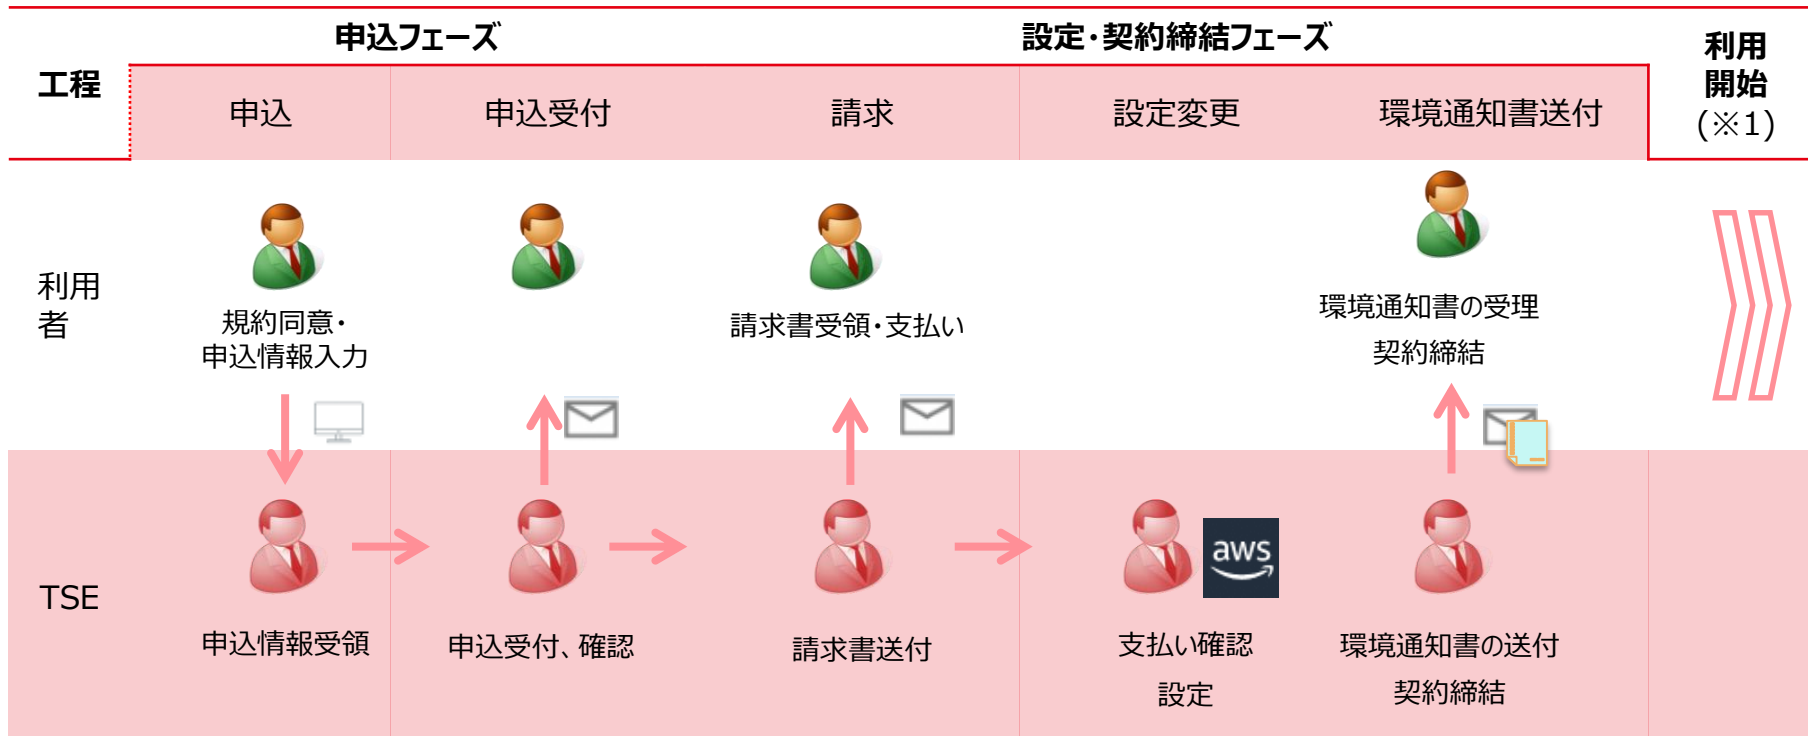 申込フェーズ
設定・契約締結フェーズ
工程
申込
申込受付
請求
設定変更
環境通知書送付
利用
開始
(※1)
利用
者
規約同意・
申込情報入力
請求書受領・支払い
環境通知書の受理
契約締結
TSE
申込情報受領
申込受付、確認
請求書送付
aws
支払い確認
設定
環境通知書の送付
契約締結